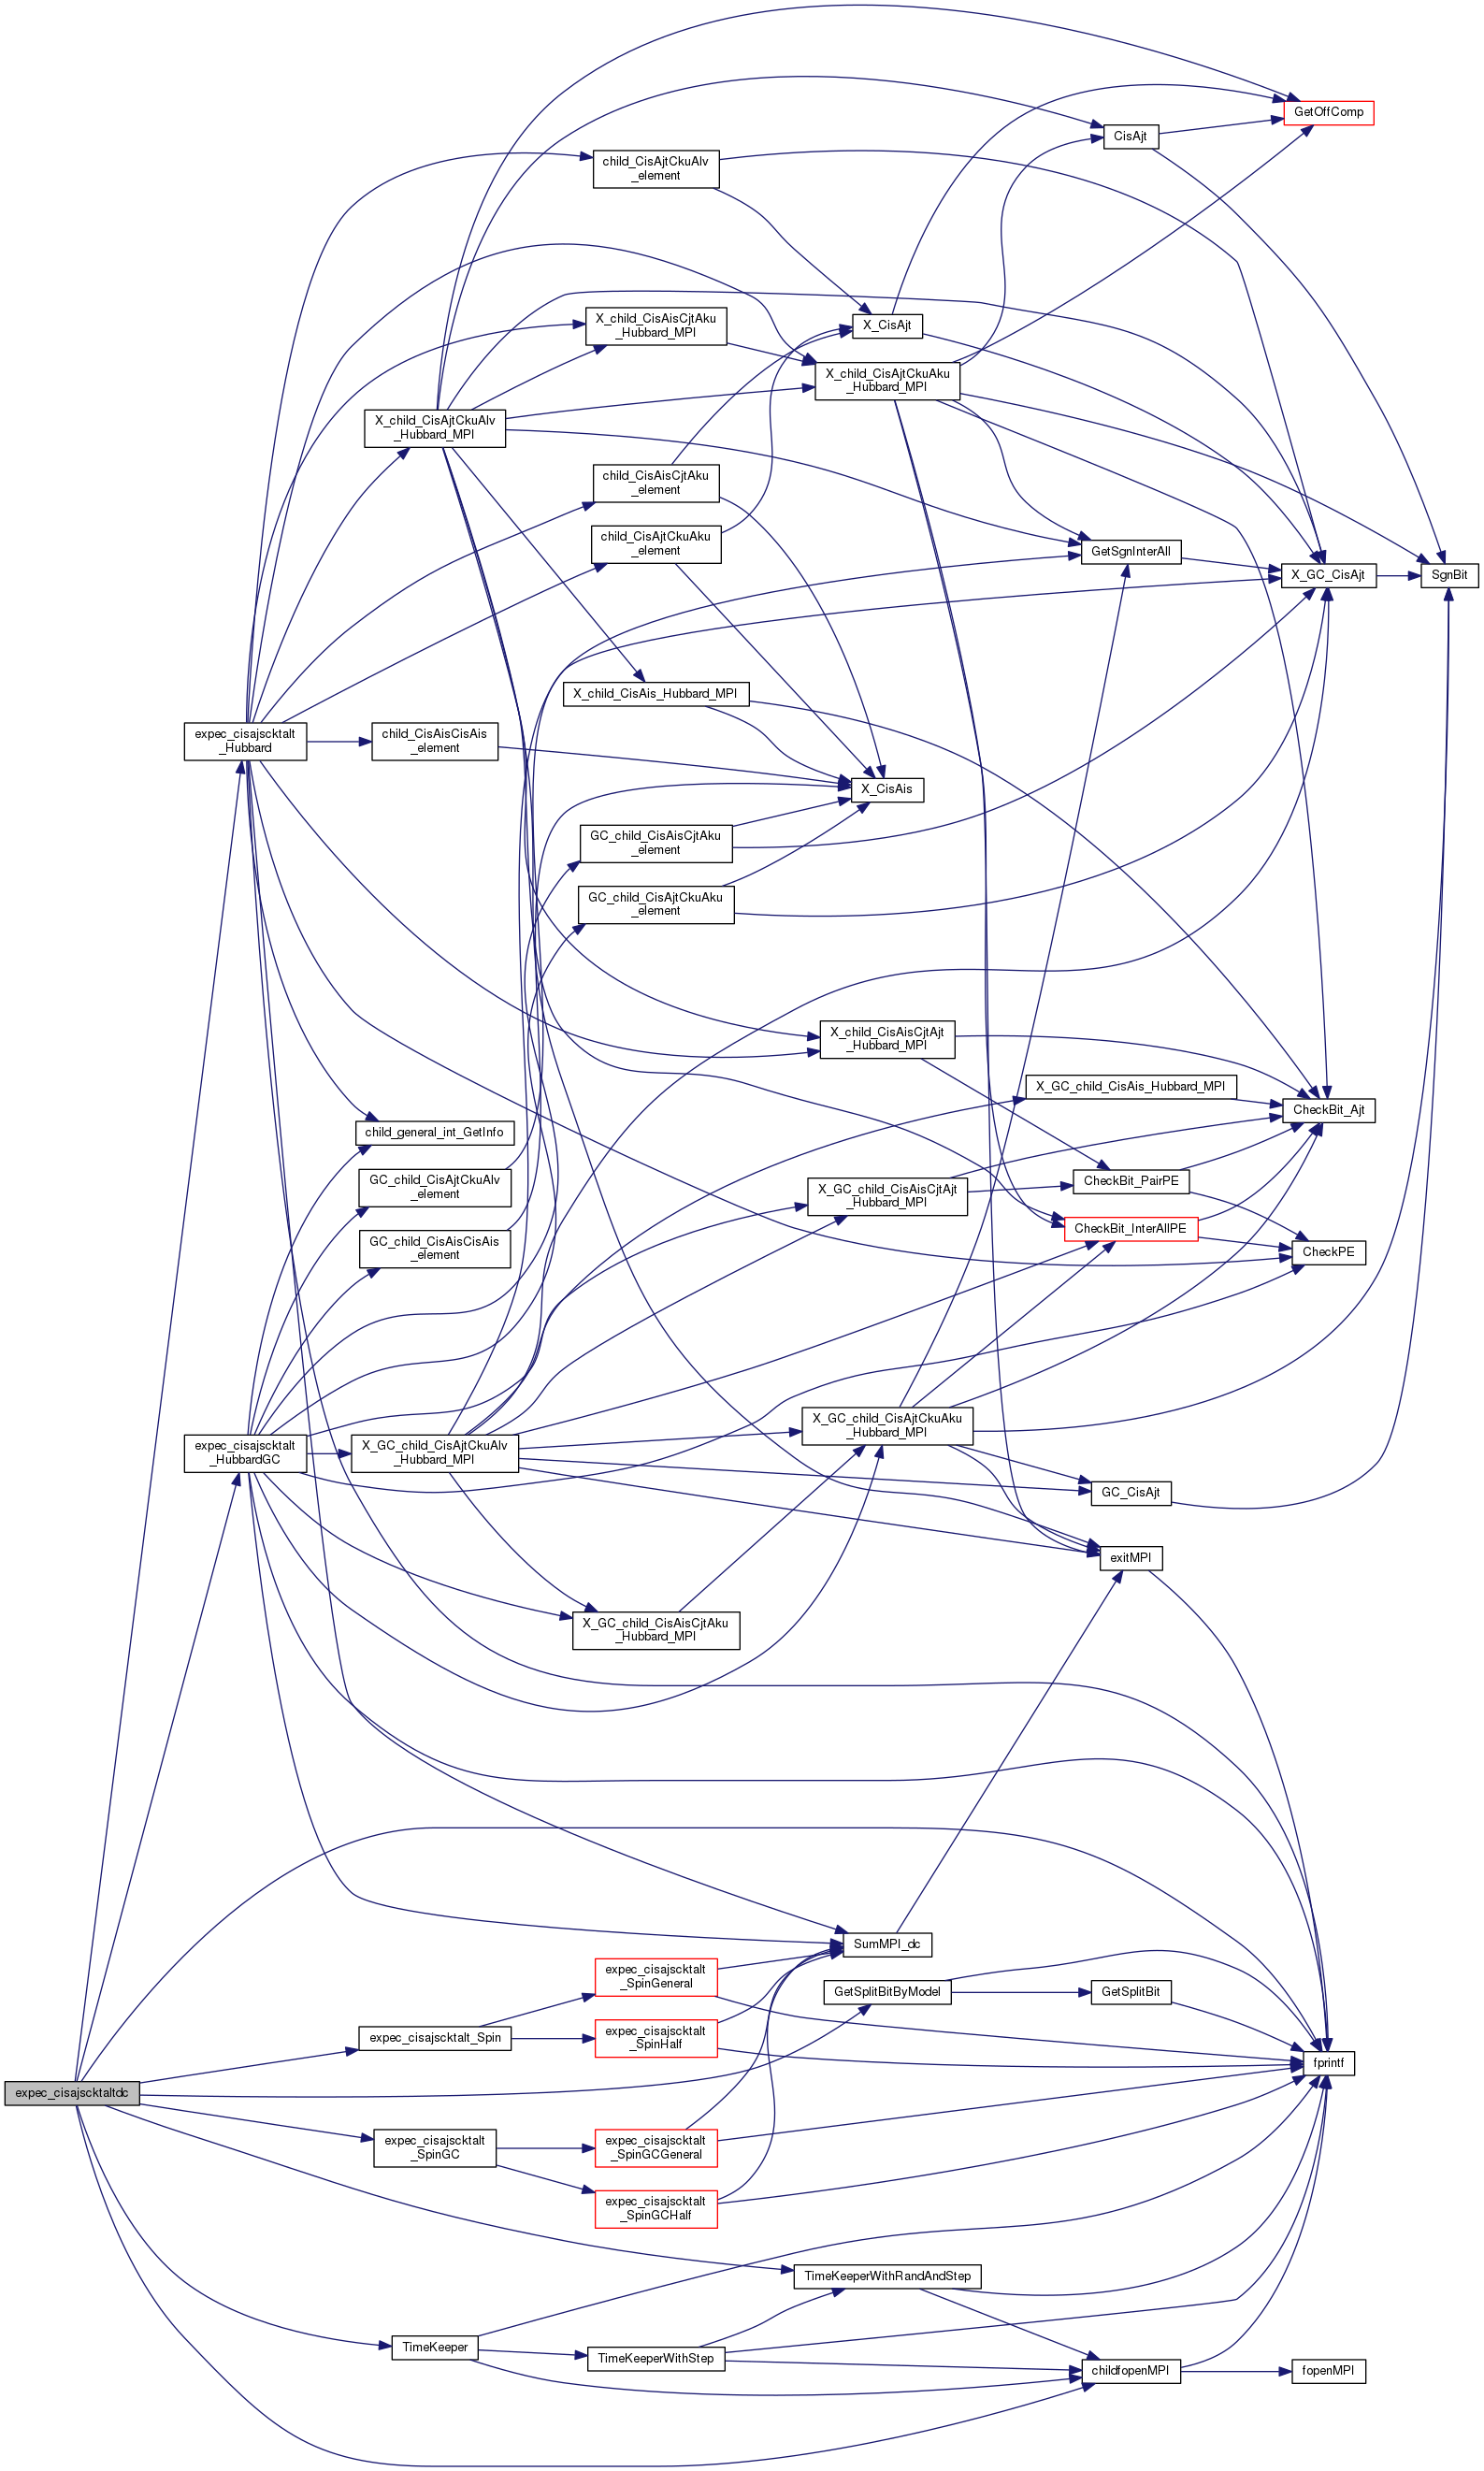 GetOffComp
CisAjt
child_CisAjtCkuAlv
_element
X_child_CisAisCjtAku
_Hubbard_MPI
X_CisAjt
X_child_CisAjtCkuAku
_Hubbard_MPI
X_child_CisAjtCkuAlv
_Hubbard_MPI
child_CisAisCjtAku
_element
child_CisAjtCkuAku
_element
GetSgnInterAll
X_GC_CisAjt
SgnBit
X_child_CisAis_Hubbard_MPI
expec_cisajscktalt
_Hubbard
child_CisAisCisAis
_element
X_CisAis
GC_child_CisAisCjtAku
_element
GC_child_CisAjtCkuAku
_element
X_child_CisAisCjtAjt
_Hubbard_MPI
X_GC_child_CisAis_Hubbard_MPI
CheckBit_Ajt
child_general_int_GetInfo
GC_child_CisAjtCkuAlv
_element
X_GC_child_CisAisCjtAjt
_Hubbard_MPI
CheckBit_PairPE
CheckBit_InterAllPE
GC_child_CisAisCisAis
_element
CheckPE
X_GC_child_CisAjtCkuAku
_Hubbard_MPI
expec_cisajscktalt
_HubbardGC
X_GC_child_CisAjtCkuAlv
_Hubbard_MPI
GC_CisAjt
exitMPI
X_GC_child_CisAisCjtAku
_Hubbard_MPI
SumMPI_dc
expec_cisajscktalt
_SpinGeneral
GetSplitBitByModel
GetSplitBit
expec_cisajscktalt_Spin
expec_cisajscktalt
_SpinHalf
fprintf
expec_cisajscktaltdc
expec_cisajscktalt
_SpinGC
expec_cisajscktalt
_SpinGCGeneral
expec_cisajscktalt
_SpinGCHalf
TimeKeeperWithRandAndStep
TimeKeeper
TimeKeeperWithStep
childfopenMPI
fopenMPI